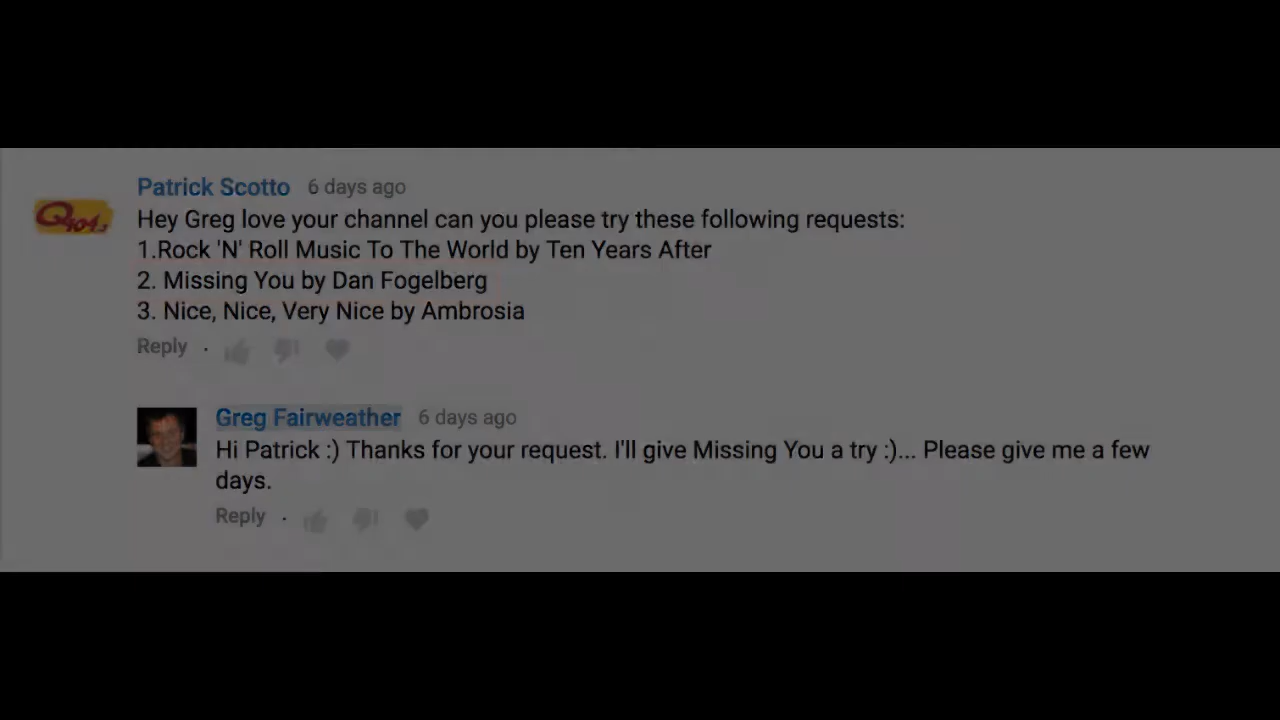 Patrick Scotto 6 days ago
Q104.3
Hey Greg love your channel can you please try these following requests:
1.Rock 'N' Roll Music To The World by Ten Years After
2. Missing You by Dan Fogelberg
3. Nice, Nice, Very Nice by Ambrosia
Reply ·
Greg Fairweather 6 days ago
Hi Patrick :) Thanks for your request. I'll give Missing You a try :)... Please give me a few
days.
Reply ·